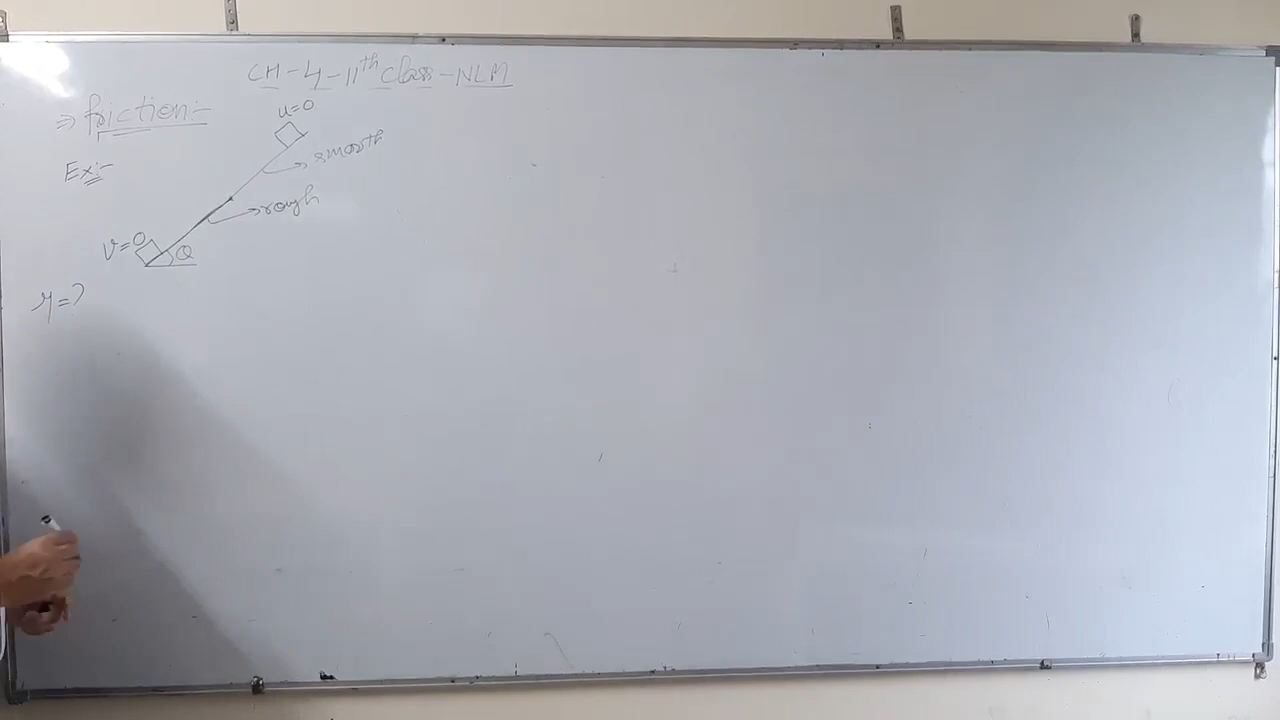 CH-4-11th class-NLM
⇒ friction:-
u=0
Ex:-
smooth
rough
v=0
θ
μ=?